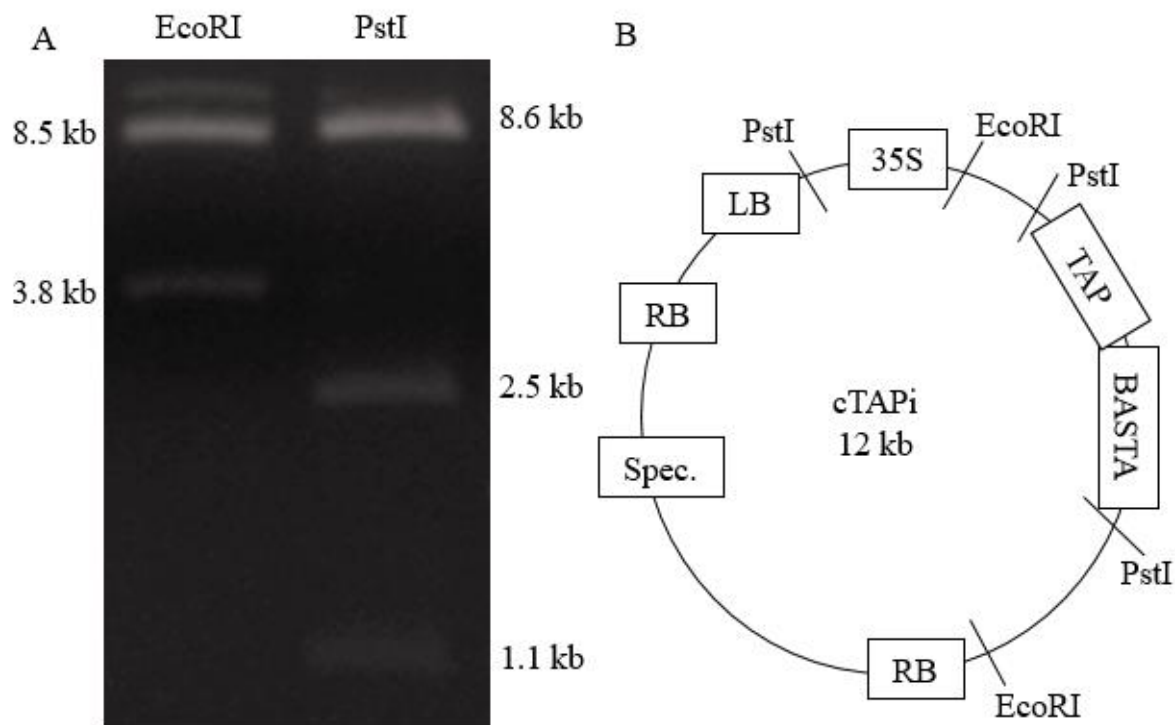 A
EcoRI
PstI
8.5 kb
3.8 kb
8.6 kb
2.5 kb
1.1 kb
B
PstI
35S
EcoRI
PstI
LB
TAP
RB
BASTA
cTAPi
12 kb
Spec.
PstI
RB
EcoRI